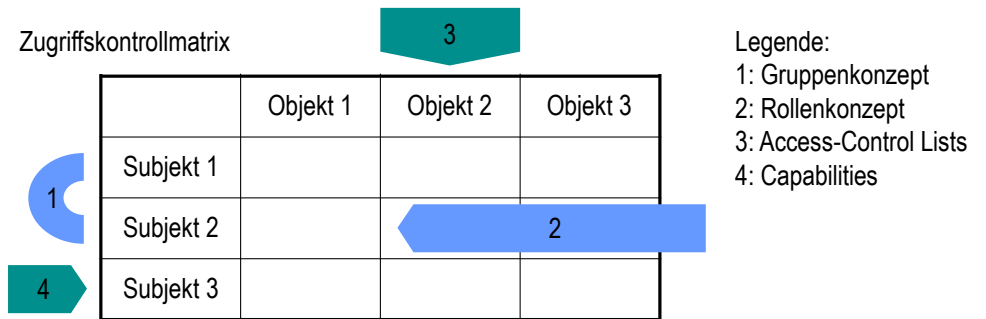 Zugriffskontrollmatrix
3
Objekt 1 Objekt 2 Objekt 3
Subjekt 1
1
Subjekt 2 2
4 Subjekt 3
Legende:
1: Gruppenkonzept
2: Rollenkonzept
3: Access-Control Lists
4: Capabilities